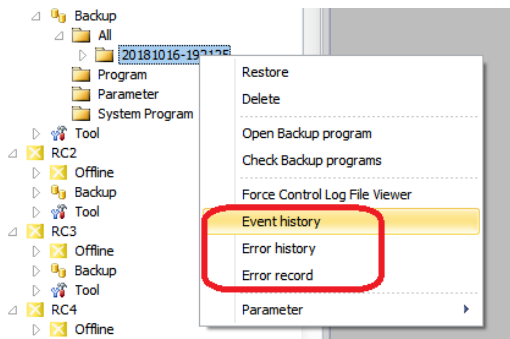 Backup
All
20181016-192125
Program
Parameter
System Program
Tool
RC2
Offline
Backup
Tool
RC3
Offline
Backup
Tool
RC4
Offline
Restore
Delete
Open Backup program
Check Backup programs
Force Control Log File Viewer
Event history
Error history
Error record
Parameter